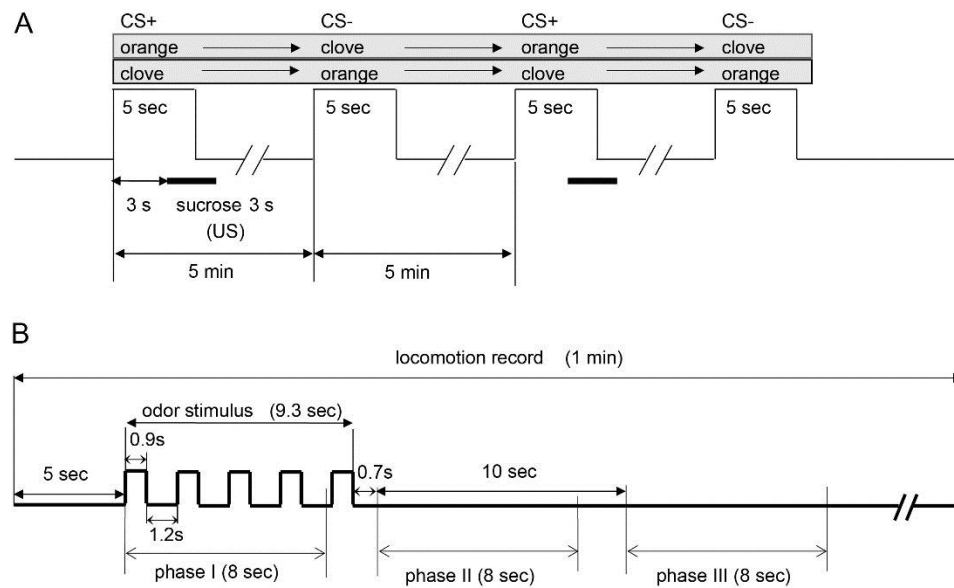 A
CS+ CS- CS+ CS-
orange clove orange clove
clove orange clove orange
5 sec 5 sec 5 sec 5 sec
3 s sucrose 3 s
(US)
5 min 5 min
B
locomotion record (1 min)
odor stimulus (9.3 sec)
0.9s
5 sec 0.7s 10 sec
1.2s
phase I (8 sec) phase II (8 sec) phase III (8 sec)